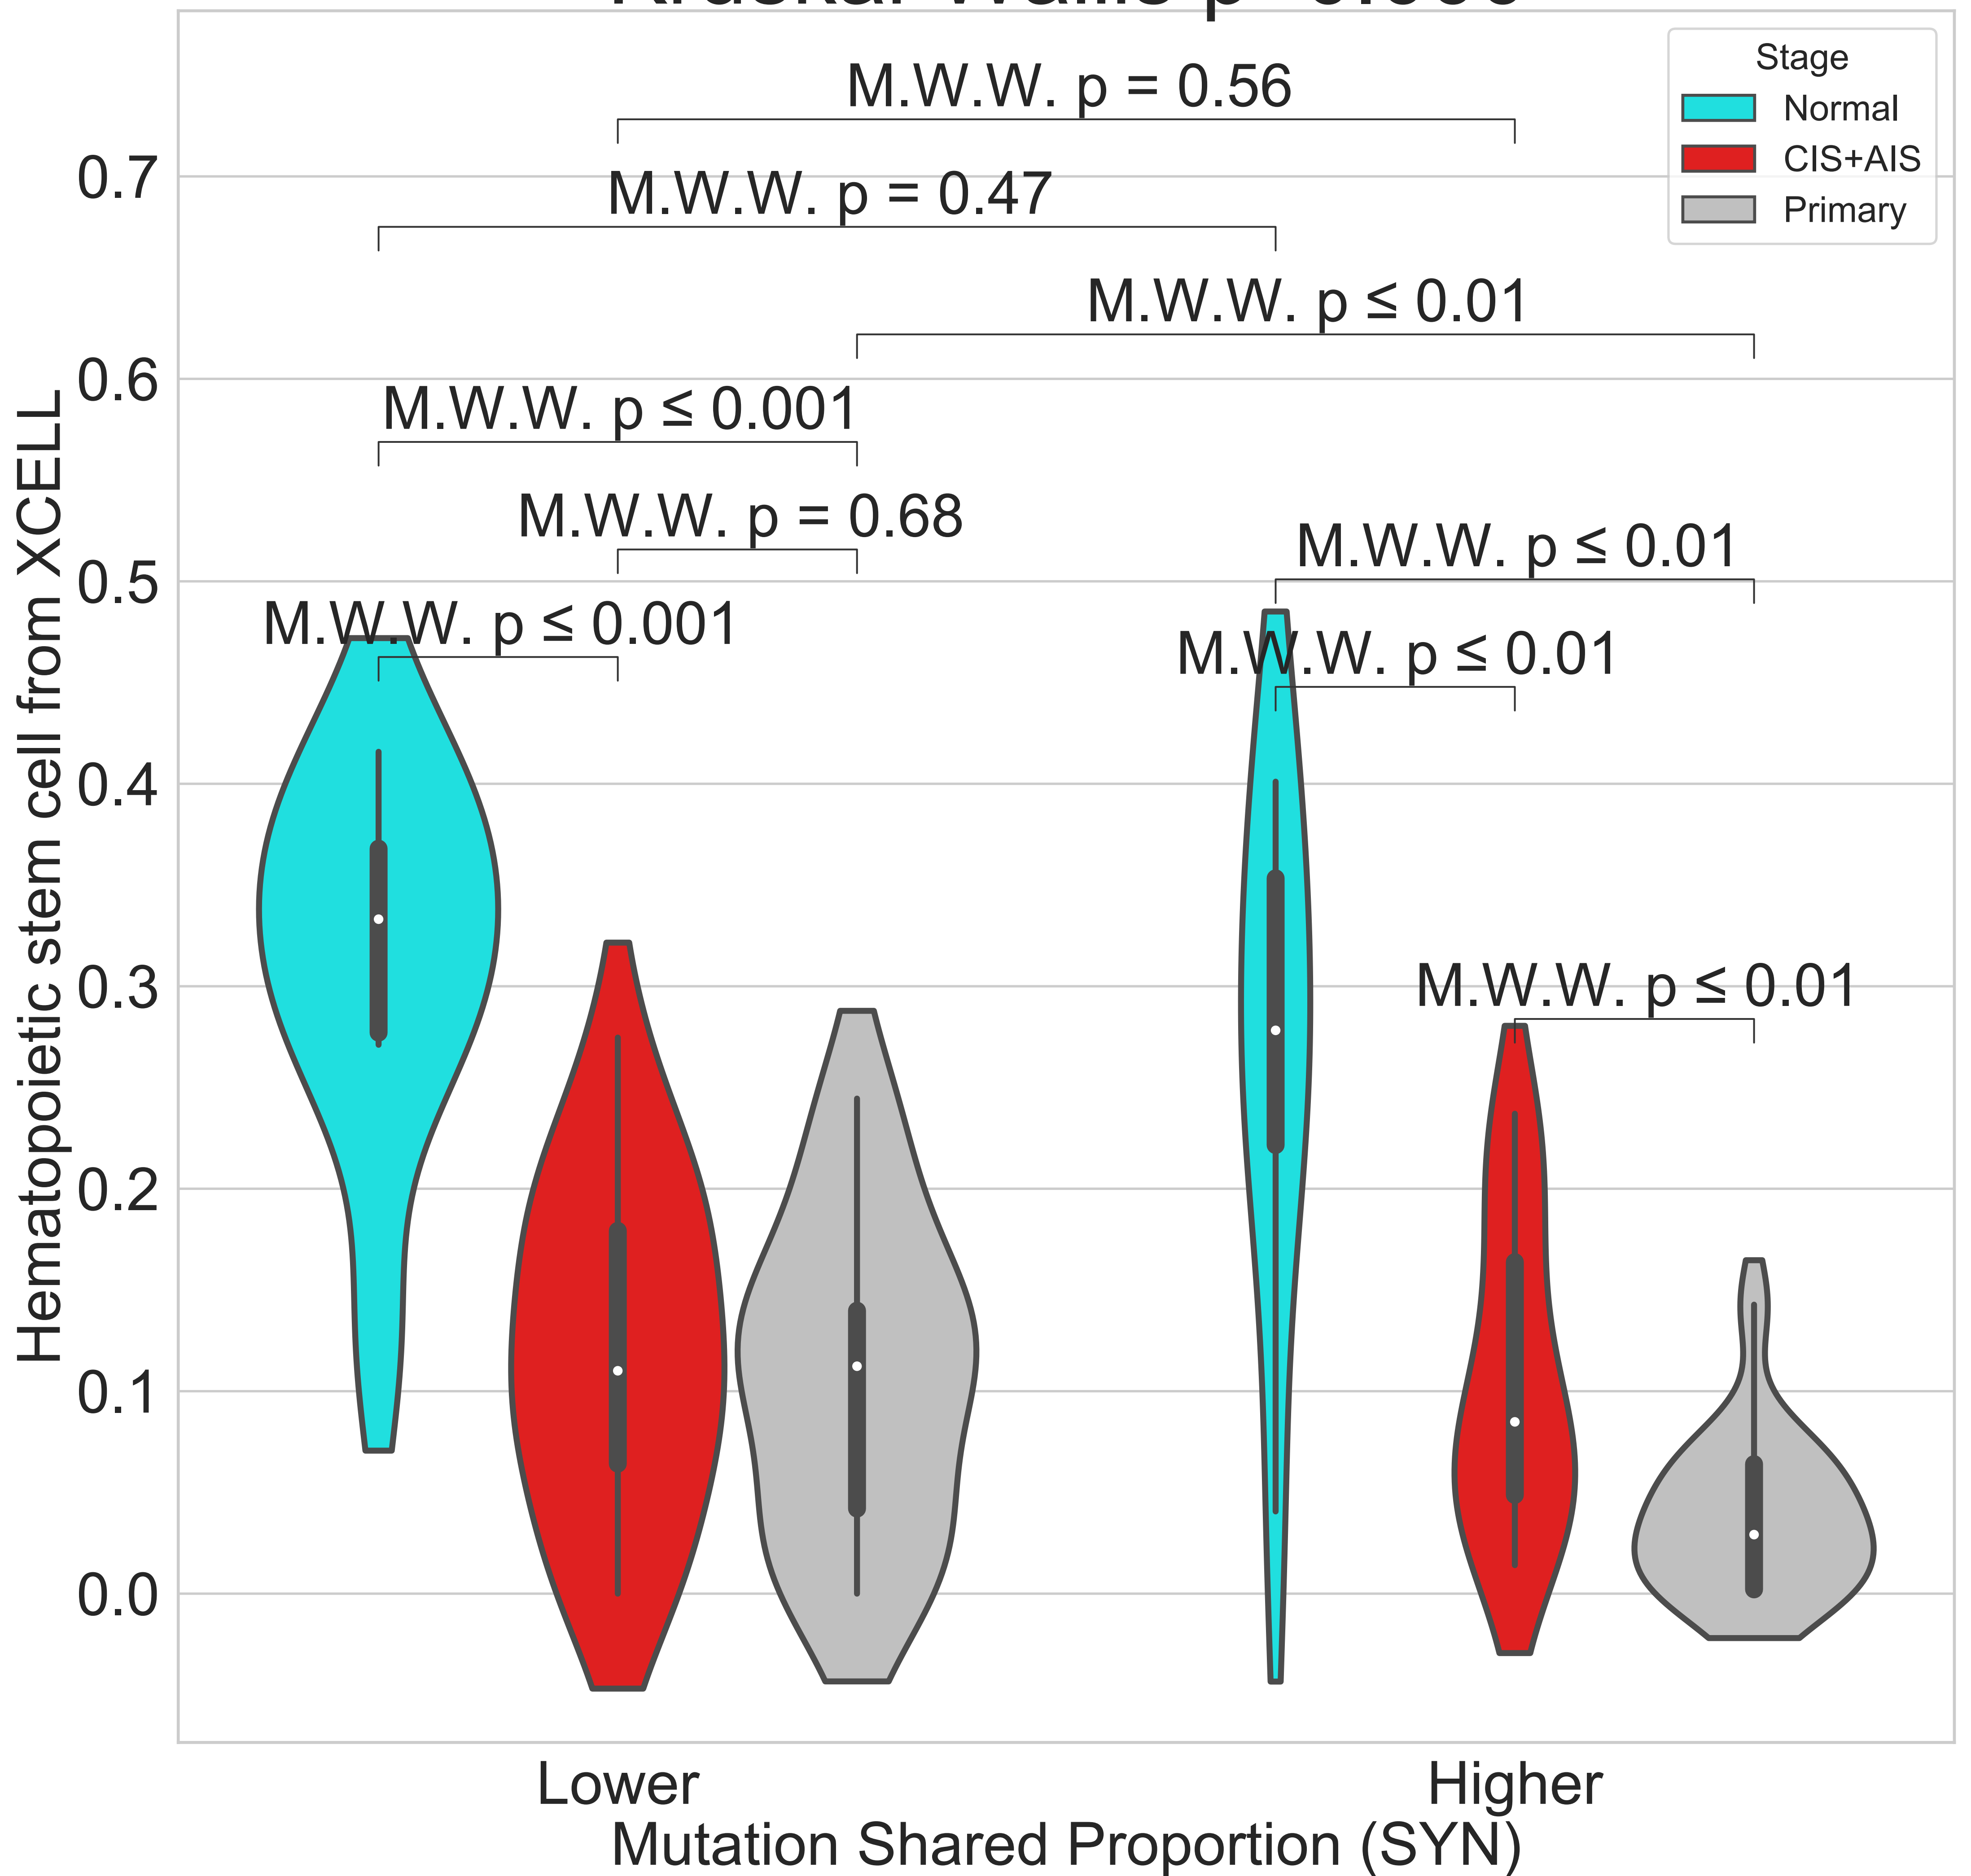 Stage
Normal
CIS+AIS
Primary
M.W.W. p = 0.56
M.W.W. p = 0.47
M.W.W. p ≤ 0.01
M.W.W. p ≤ 0.001
M.W.W. p = 0.68
M.W.W. p ≤ 0.01
M.W.W. p ≤ 0.001
M.W.W. p ≤ 0.01
M.W.W. p ≤ 0.01
0.7
0.6
0.5
0.4
0.3
0.2
0.1
0.0
Hematopoietic stem cell from XCELL
Lower
Higher
Mutation Shared Proportion (SYN)